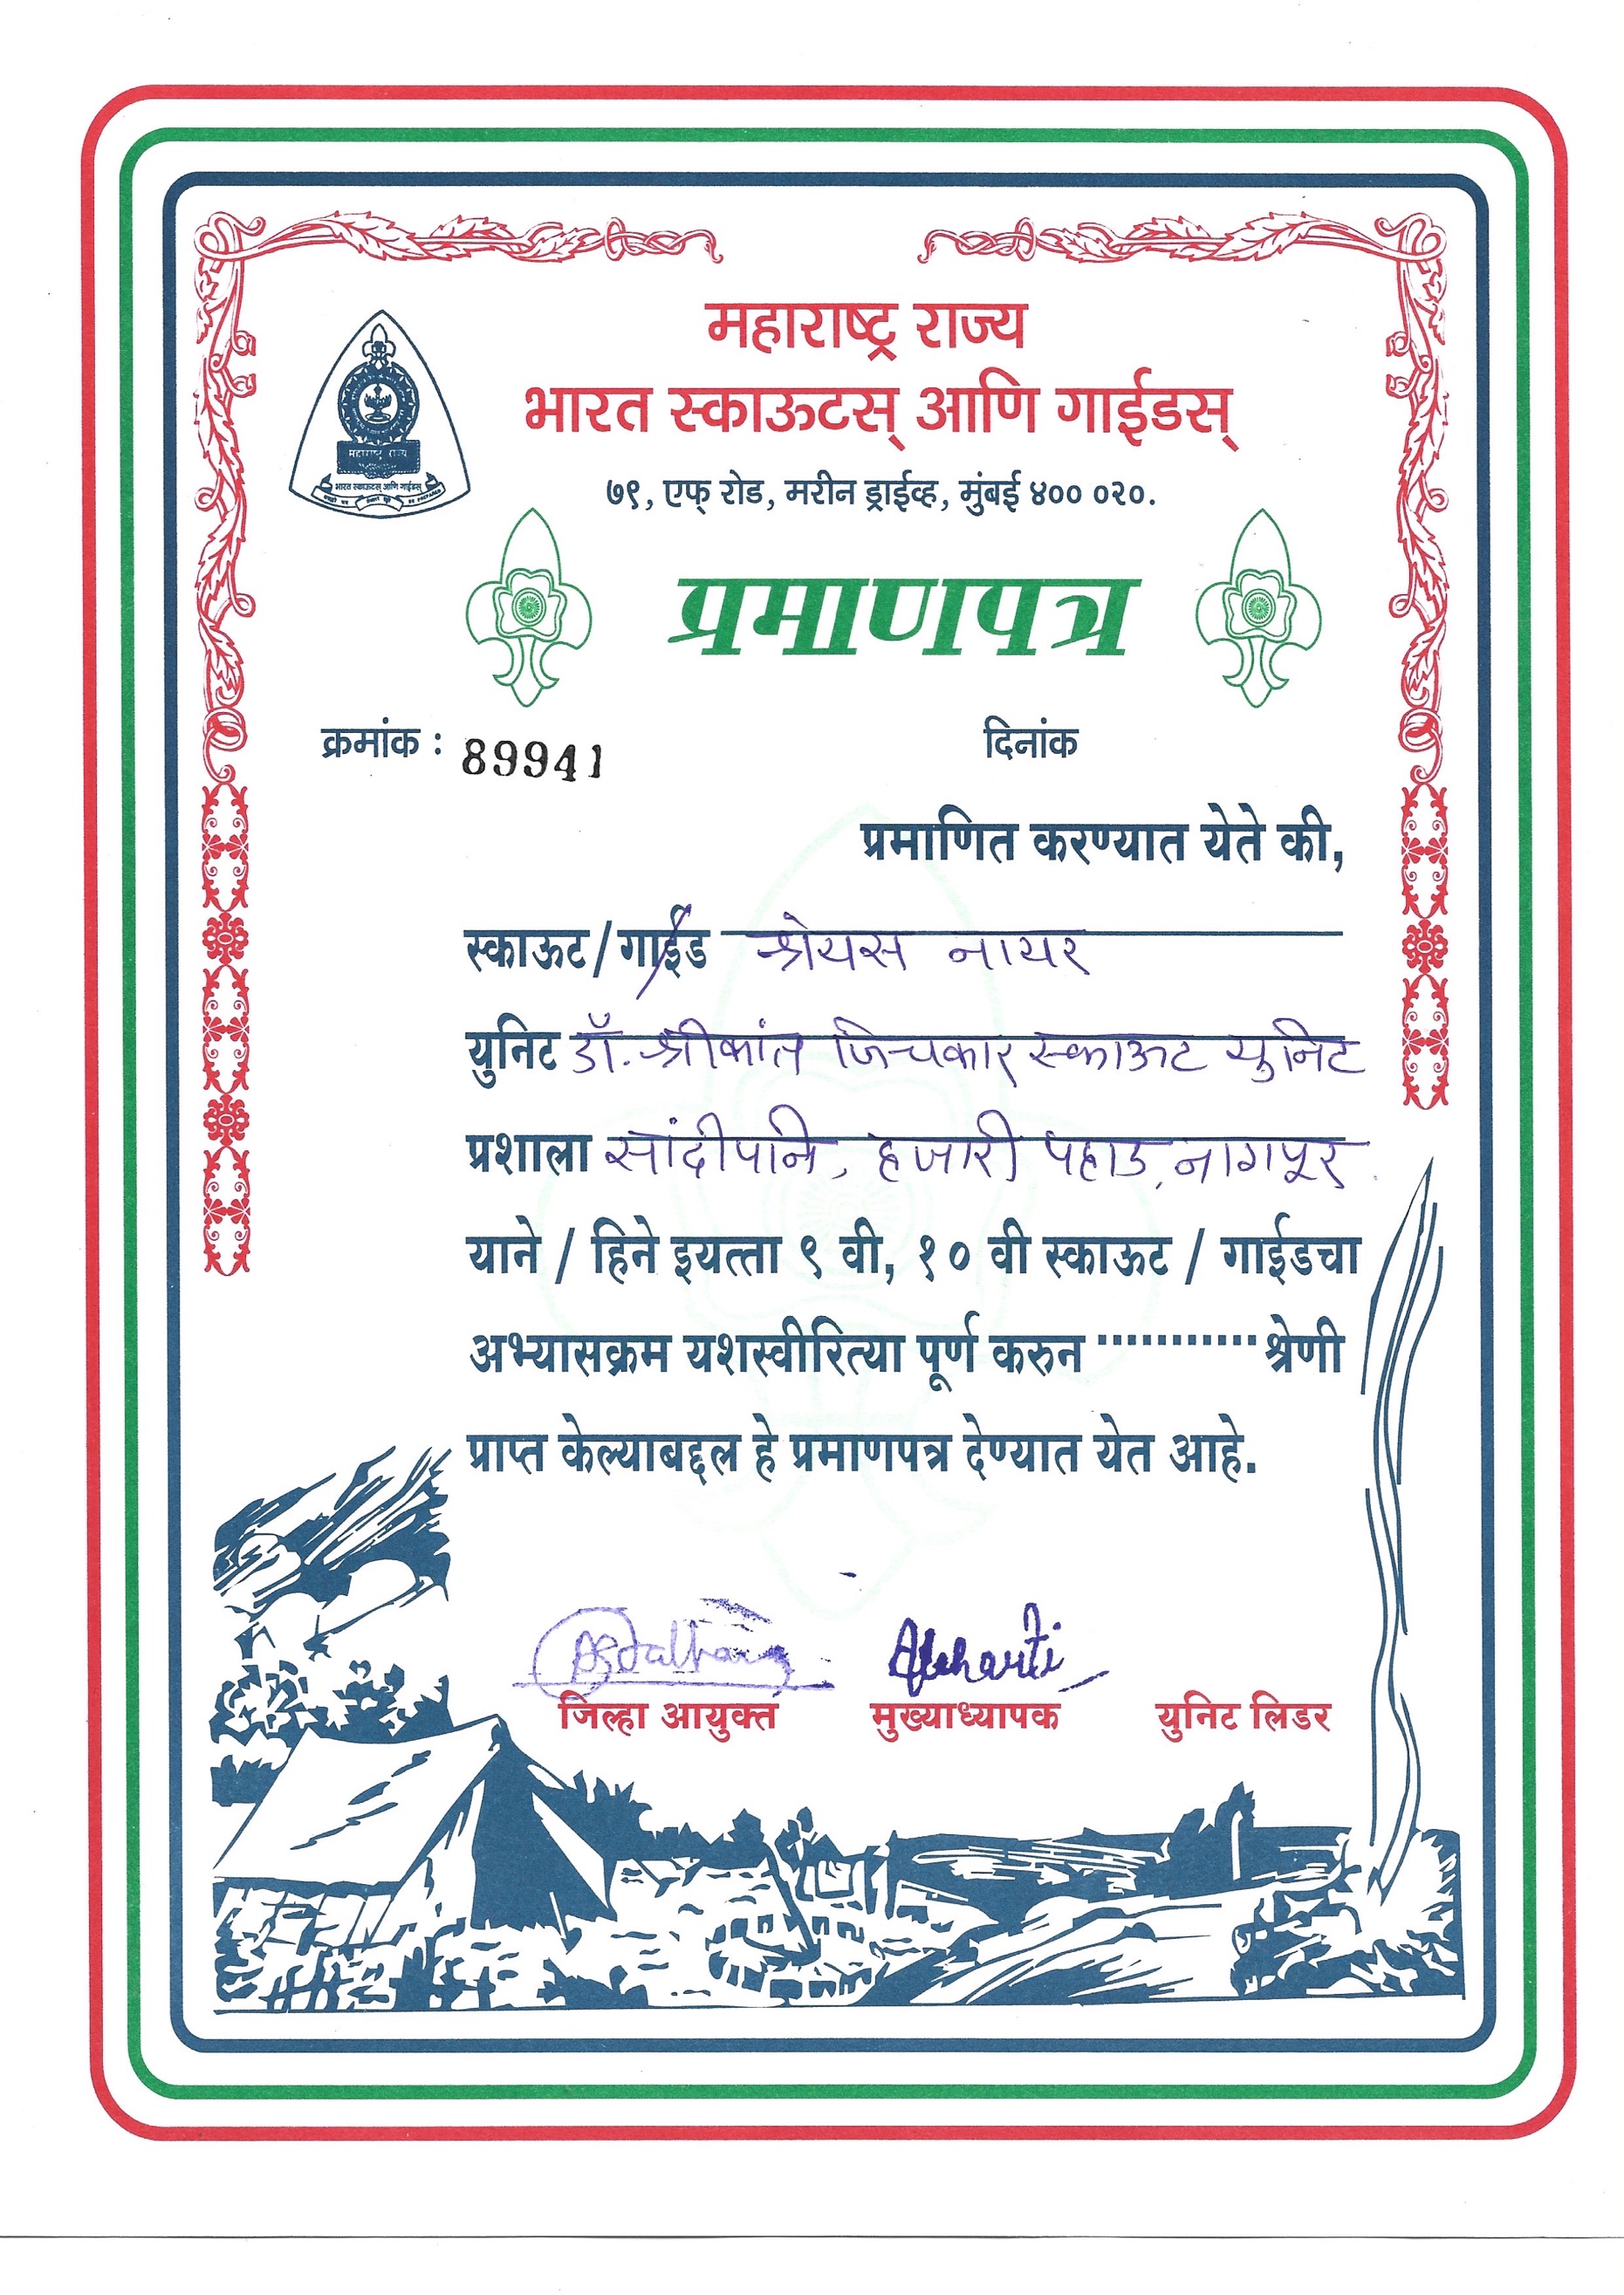 महाराष्ट्र राज्य
भारत स्काऊटस् आणि गाईडस्
७९, एफ् रोड, मरीन ड्राईव्ह, मुंबई ४०० ०२०.
महाराष्ट्र राज्य
भारत स्काऊटस् आणि गाईडस्
प्रमाणपत्र
क्रमांक : 89941 दिनांक
प्रमाणित करण्यात येते की,
स्काऊट/गाईड श्रेयस नायर
युनिट डॉ. श्रीकांत जिचकार स्काऊट युनिट
प्रशाला सांदीपनि, हजारी पहाड, नागपूर
याने / हिने इयत्ता ९ वी, १० वी स्काऊट / गाईडचा
अभ्यासक्रम यशस्वीरित्या पूर्ण करुन ............ श्रेणी
प्राप्त केल्याबद्दल हे प्रमाणपत्र देण्यात येत आहे.
जिल्हा आयुक्त मुख्याध्यापक युनिट लिडर